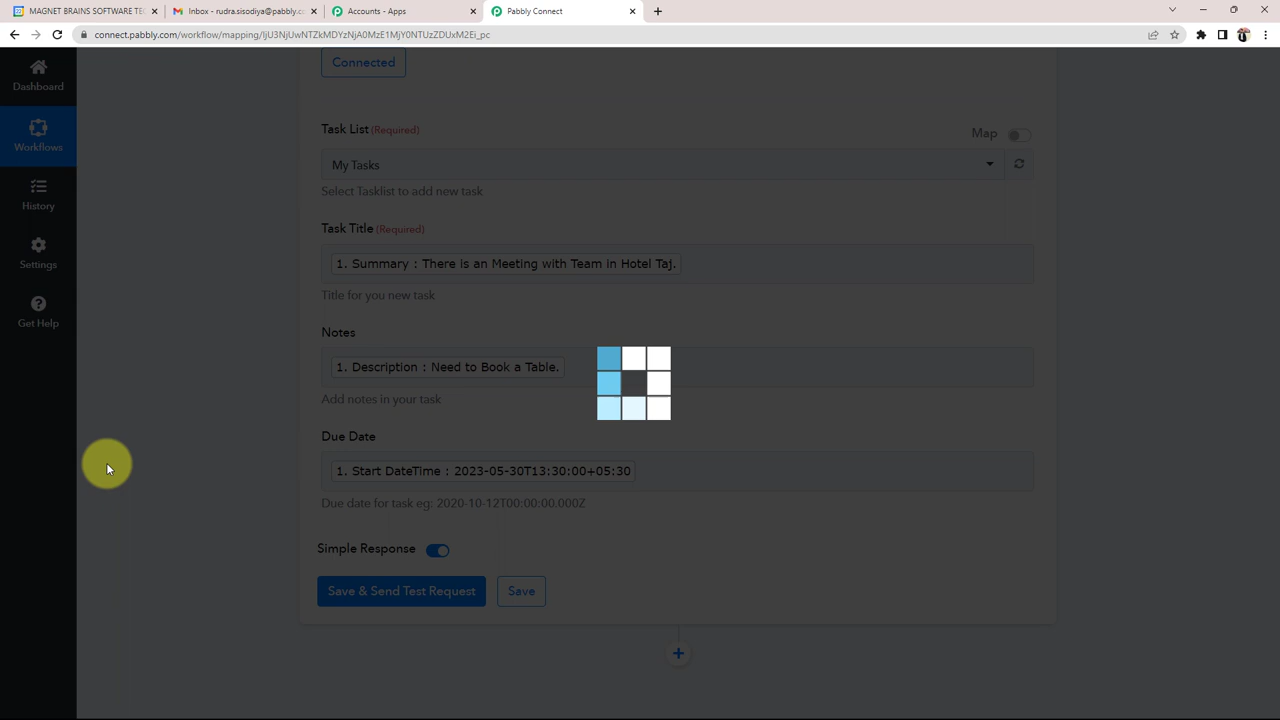 MAGNET BRAINS SOFTWARE TEC
Inbox - rudra.sisodiya@pabbly.c
Accounts - Apps
Pabbly Connect
connect.pabbly.com/workflow/mapping/IjU3NjUwNTZkMDYzNjA0MzE1MjY0NTUzZDUxM2Ei_pc
Dashboard
Workflows
History
Settings
Get Help
Connected
Task List (Required)
Map
My Tasks
Select Tasklist to add new task
Task Title (Required)
1. Summary : There is an Meeting with Team in Hotel Taj.
Title for you new task
Notes
1. Description : Need to Book a Table.
Add notes in your task
Due Date
1. Start DateTime : 2023-05-30T13:30:00+05:30
Due date for task eg: 2020-10-12T00:00:00.000Z
Simple Response
Save & Send Test Request
Save